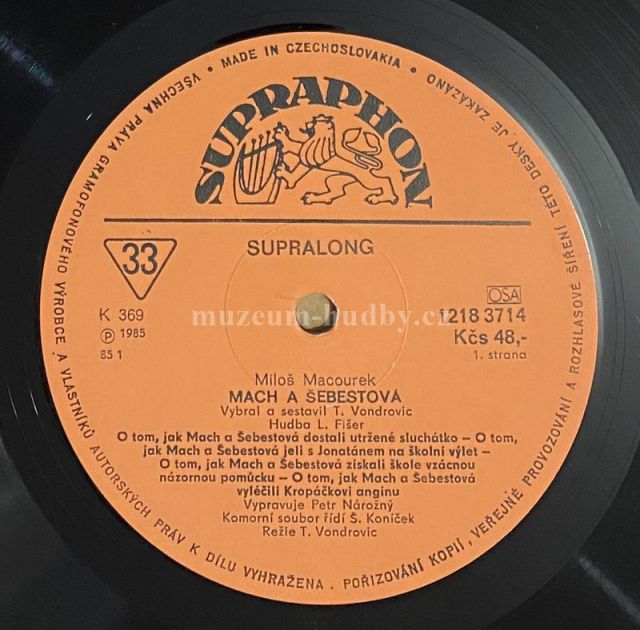 VŠECHNA PRÁVA GRAMOFONOVÉHO VÝROBCE A VLASTNÍKŮ AUTORSKÝCH PRÁV K DÍLU VYHRAŽENA. POŘIZOVÁNÍ KOPIÍ, VEŘEJNÉ PROVOZOVÁNÍ A ROZHLASOVÉ ŠÍŘENÍ TÉTO DESKY JE ZAKÁZÁNO
• MADE IN CZECHOSLOVAKIA •
SUPRAPHON
33
SUPRALONG
K 369
Ⓟ 1985
85 1
OSA
1218 3714
Kčs 48,-
1. strana
muzeum-hudby.cz
Miloš Macourek
MACH A ŠEBESTOVÁ
Vybral a sestavil T. Vondrovic
Hudba L. Fišer
O tom, jak Mach a Šebestová dostali utržené sluchátko – O tom,
jak Mach a Šebestová jeli s Jonatánem na školní výlet –
O tom, jak Mach a Šebestová získali škole vzácnou
názornou pomůcku – O tom, jak Mach a Šebestová
vyléčili Kropáčkovi anginu
Vypravuje Petr Nárožný
Komorní soubor řídí Š. Koníček
Režie T. Vondrovic